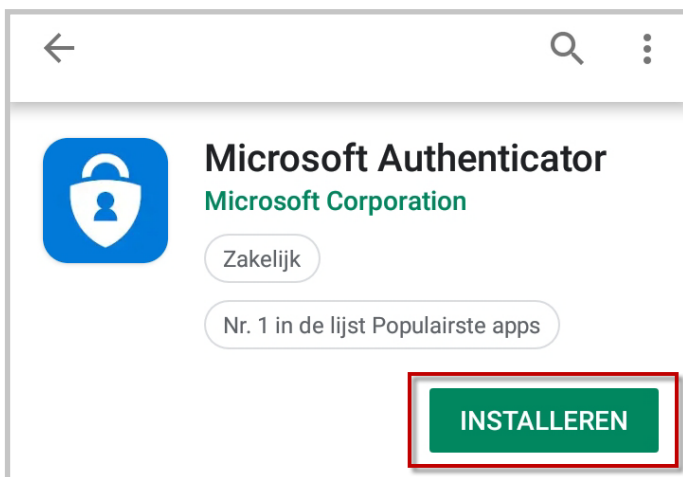 Microsoft Authenticator
Microsoft Corporation
Zakelijk
Nr. 1 in de lijst Populairste apps
INSTALLEREN